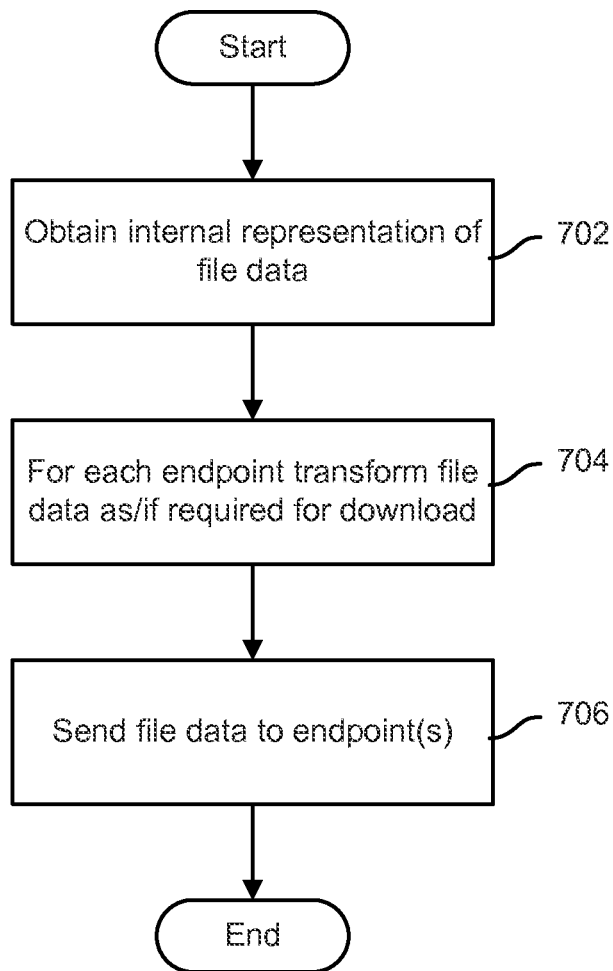 Start
Obtain internal representation of
file data
702
For each endpoint transform file
data as/if required for download
704
Send file data to endpoint(s)
706
End